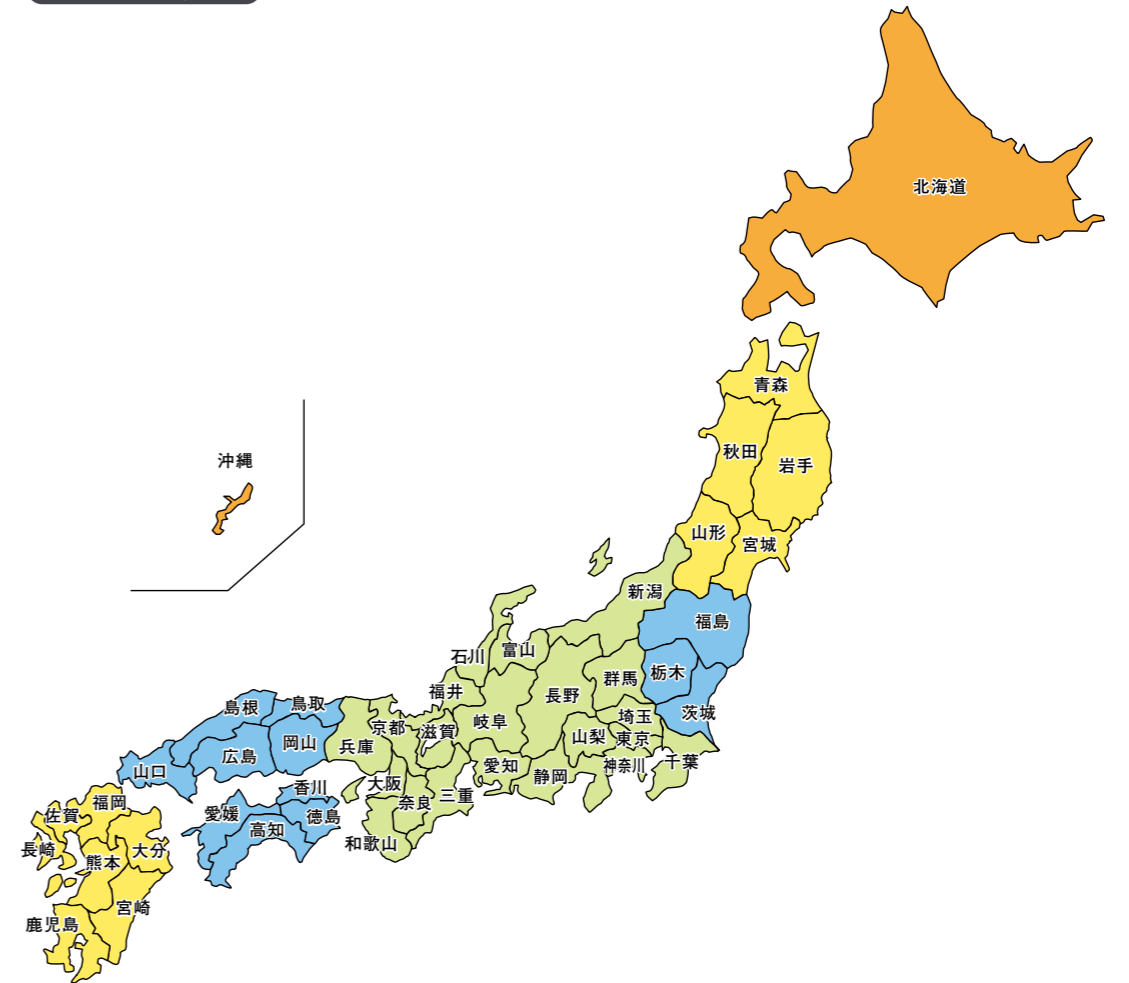 北海道
青森
秋田
岩手
沖縄
山形
宮城
新潟
福島
石川
富山
群馬
栃木
福井
長野
島根
鳥取
京都
滋賀
岐阜
埼玉
茨城
兵庫
岡山
広島
山梨
東京
山口
愛知
静岡
神奈川
千葉
大阪
香川
三重
奈良
福岡
佐賀
愛媛
徳島
高知
和歌山
長崎
熊本
大分
宮崎
鹿児島